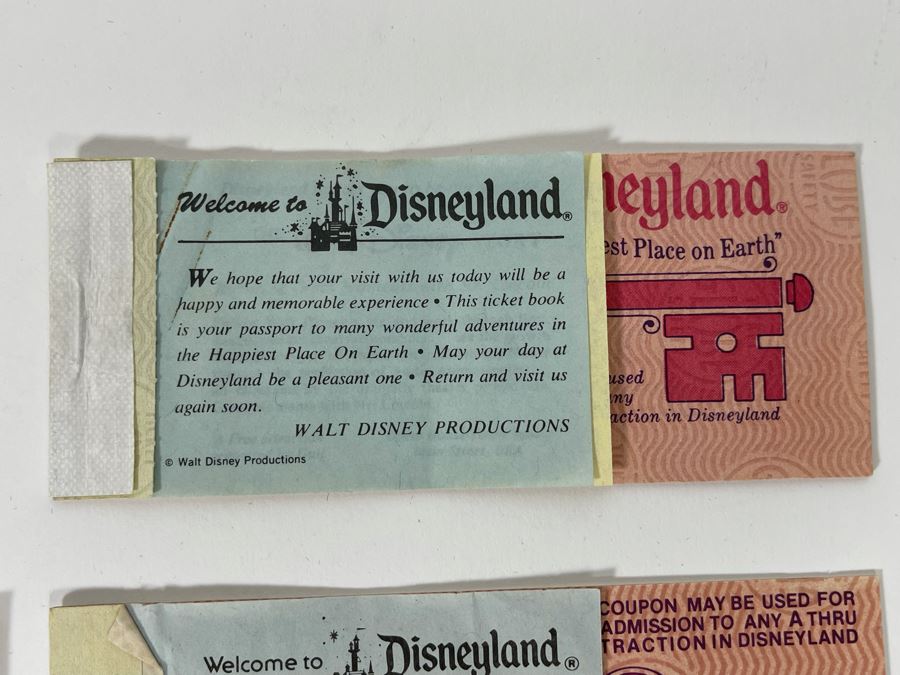 Welcome to Disneyland®
We hope that your visit with us today will be a
happy and memorable experience • This ticket book
is your passport to many wonderful adventures in
the Happiest Place On Earth • May your day at
Disneyland be a pleasant one • Return and visit us
again soon.
WALT DISNEY PRODUCTIONS
© Walt Disney Productions
neyland®
est Place on Earth"
used
ny
action in Disneyland
Welcome to Disneyland®
COUPON MAY BE USED FOR
ADMISSION TO ANY A THRU
TRACTION IN DISNEYLAND